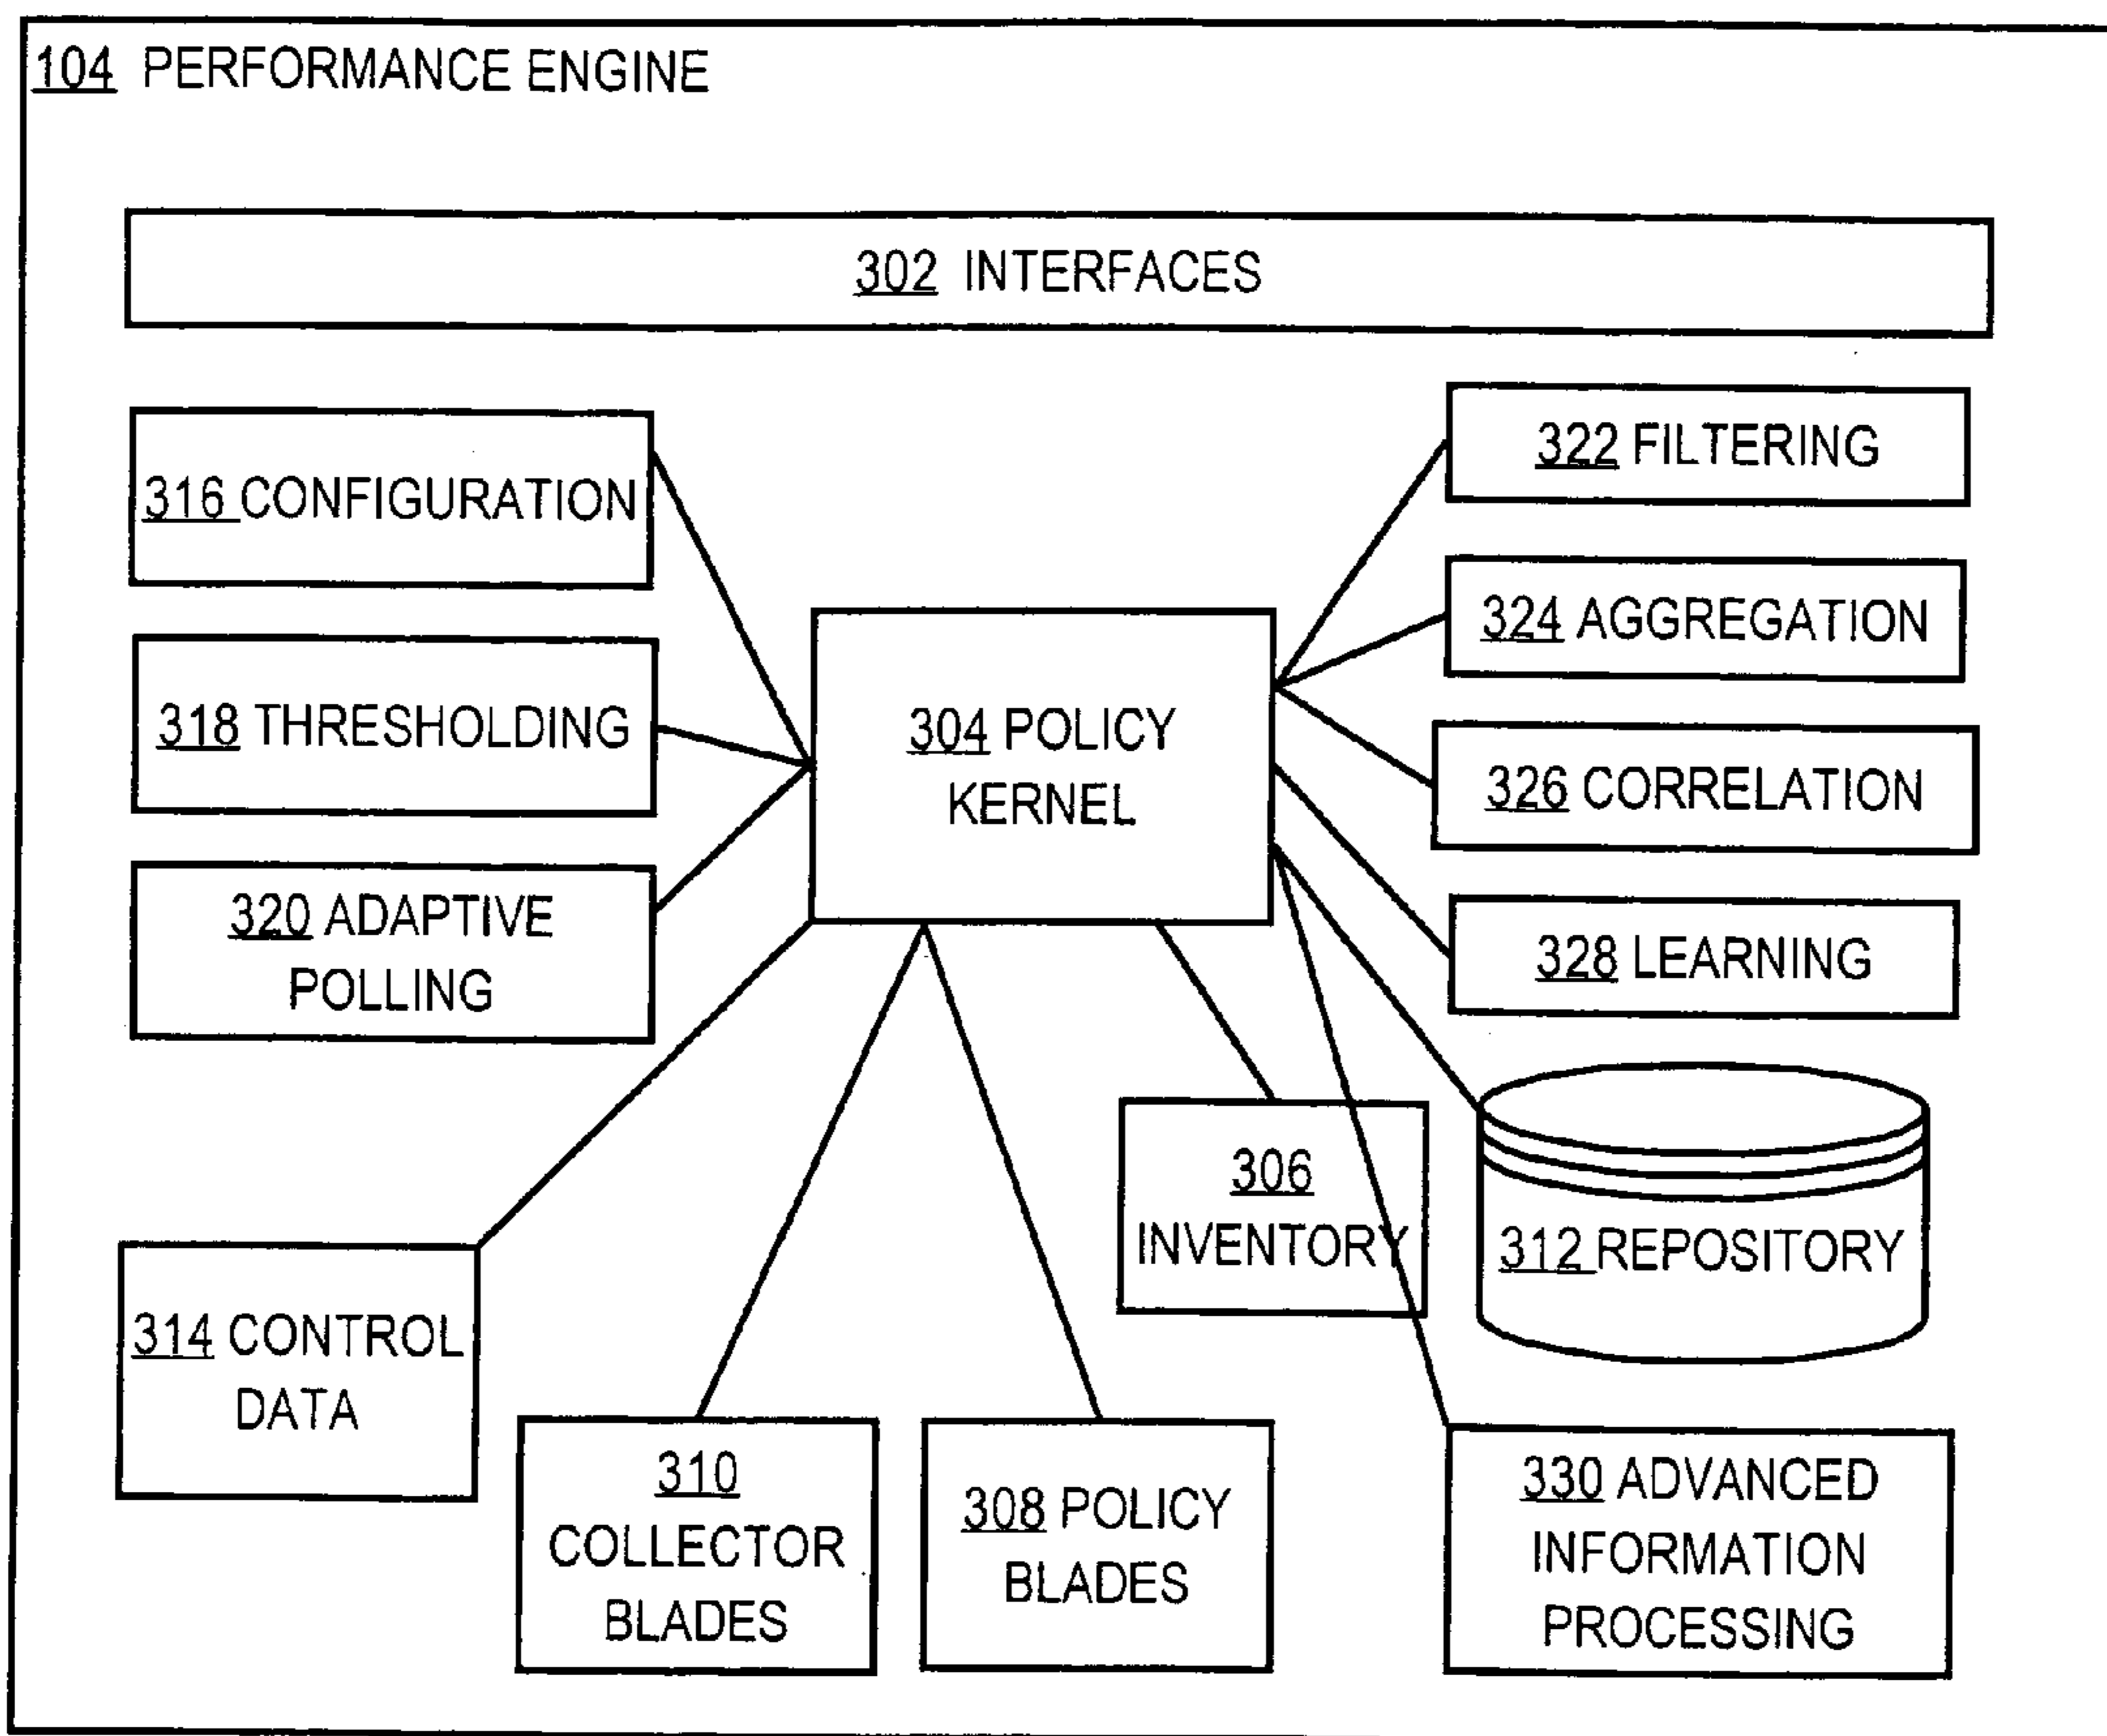 104 PERFORMANCE ENGINE
302 INTERFACES
316 CONFIGURATION
318 THRESHOLDING
320 ADAPTIVE
POLLING
304 POLICY
KERNEL
322 FILTERING
324 AGGREGATION
326 CORRELATION
328 LEARNING
306
INVENTORY
312 REPOSITORY
314 CONTROL
DATA
310
COLLECTOR
BLADES
308 POLICY
BLADES
330 ADVANCED
INFORMATION
PROCESSING